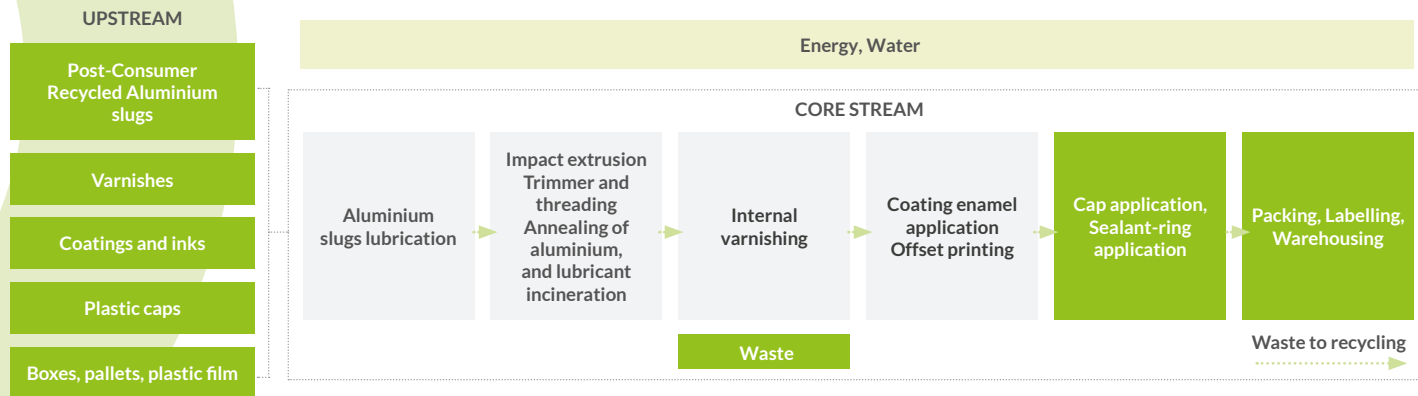 UPSTREAM
Post-Consumer
Recycled Aluminium
slugs
Varnishes
Coatings and inks
Plastic caps
Boxes, pallets, plastic film
Energy, Water
CORE STREAM
Aluminium
slugs lubrication
Impact extrusion
Trimmer and
threading
Annealing of
aluminium,
and lubricant
incineration
Internal
varnishing
Coating enamel
application
Offset printing
Cap application,
Sealant-ring
application
Packing, Labelling,
Warehousing
Waste
Waste to recycling